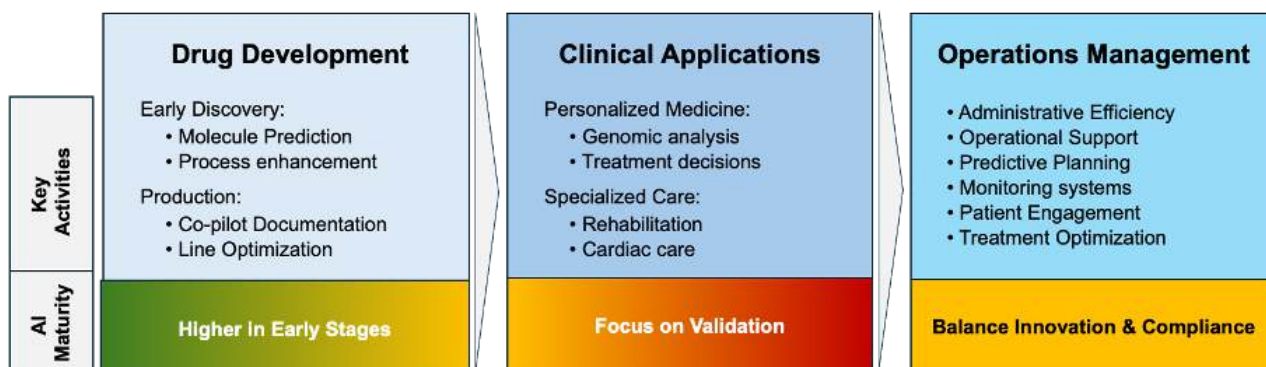 Drug Development
Early Discovery:
• Molecule Prediction
• Process enhancement
Production:
• Co-pilot Documentation
• Line Optimization
Clinical Applications
Personalized Medicine:
• Genomic analysis
• Treatment decisions
Specialized Care:
• Rehabilitation
• Cardiac care
Operations Management
• Administrative Efficiency
• Operational Support
• Predictive Planning
• Monitoring systems
• Patient Engagement
• Treatment Optimization
Key
Activities
AI
Maturity
Higher in Early Stages
Focus on Validation
Balance Innovation & Compliance